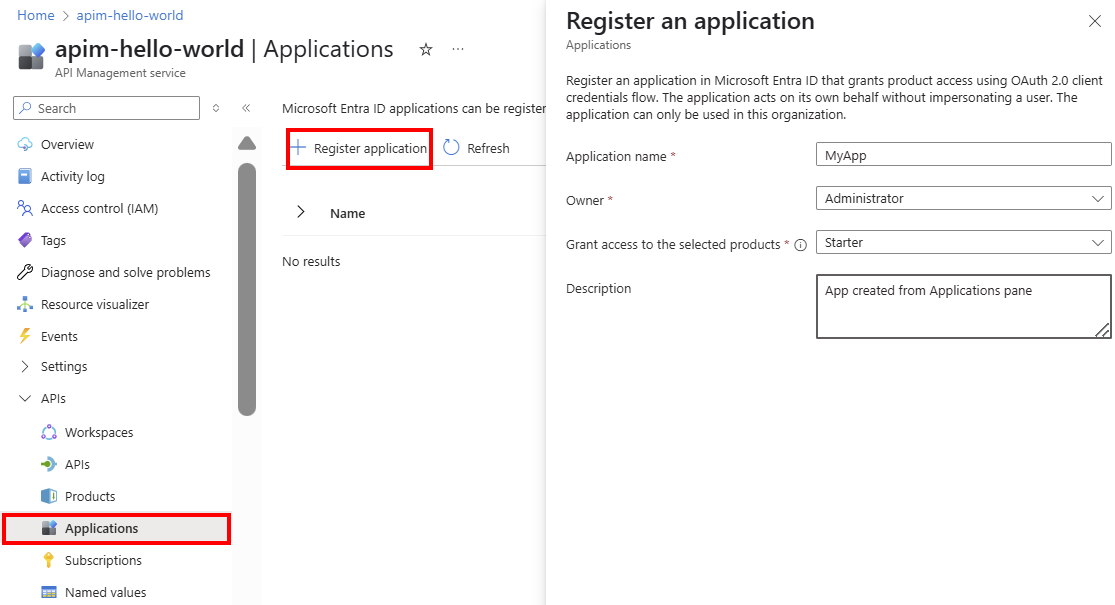 Home > apim-hello-world
apim-hello-world | Applications
API Management service
Search
Overview
Activity log
Access control (IAM)
Tags
Diagnose and solve problems
Resource visualizer
Events
Settings
APIs
Workspaces
APIs
Products
Applications
Subscriptions
Named values
Microsoft Entra ID applications can be register
Register application
Refresh
Name
No results
Register an application
Applications
Register an application in Microsoft Entra ID that grants product access using OAuth 2.0 client
credentials flow. The application acts on its own behalf without impersonating a user. The
application can only be used in this organization.
Application name * MyApp
Owner * Administrator
Grant access to the selected products * Starter
Description App created from Applications pane